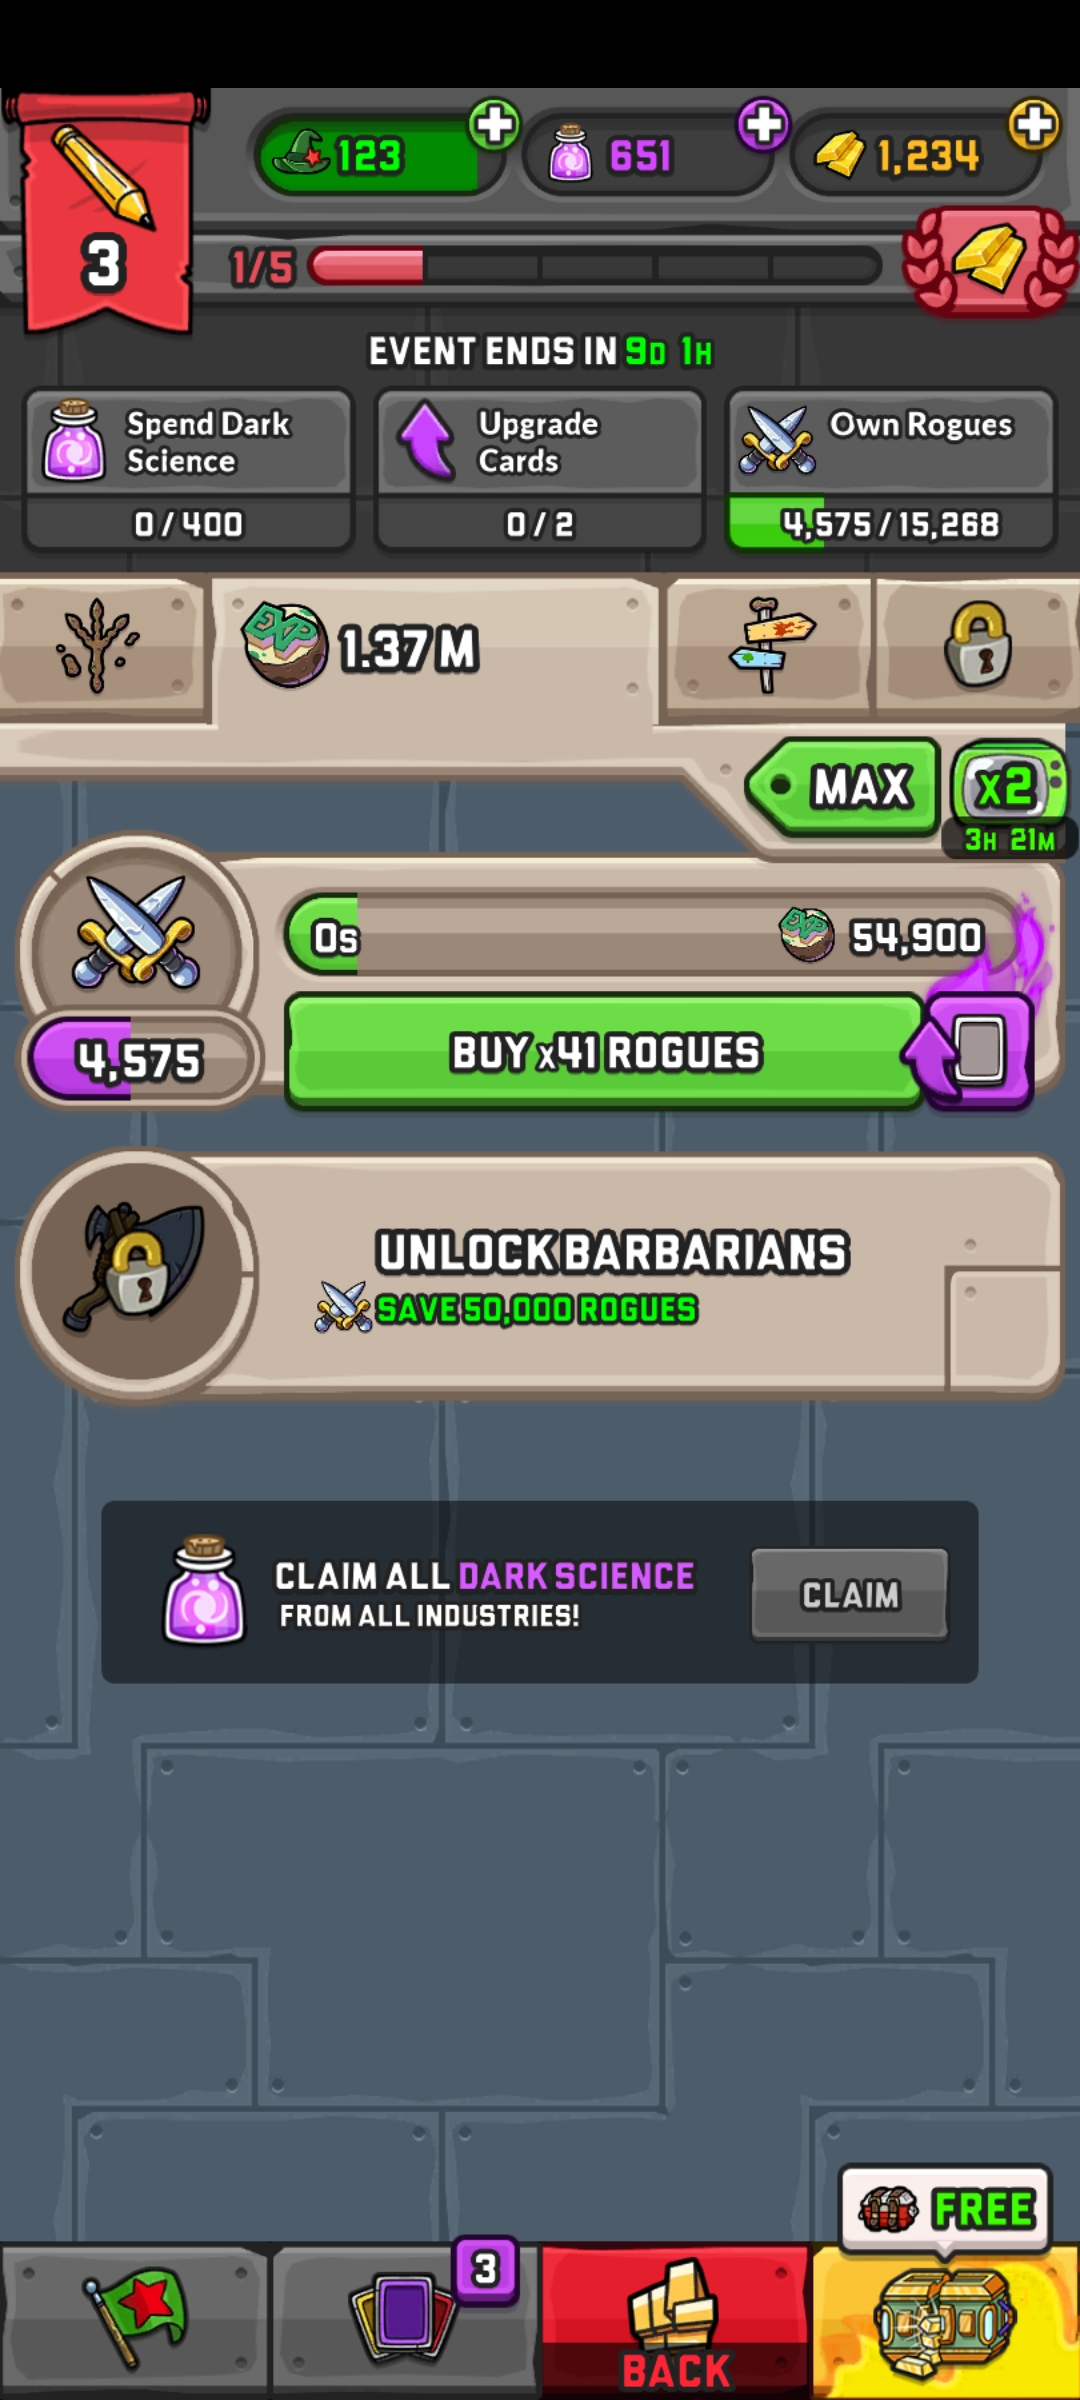 123
651
1,234
3
1/5
EVENT ENDS IN 9D 1H
Spend Dark
Science
0 / 400
Upgrade
Cards
0 / 2
Own Rogues
4,575 / 15,268
EXP
1.37 M
MAX
x2
3H 21M
0s
EXP
54,900
4,575
BUY x41 ROGUES
UNLOCK BARBARIANS
SAVE 50,000 ROGUES
CLAIM ALL DARK SCIENCE
FROM ALL INDUSTRIES!
CLAIM
FREE
3
BACK